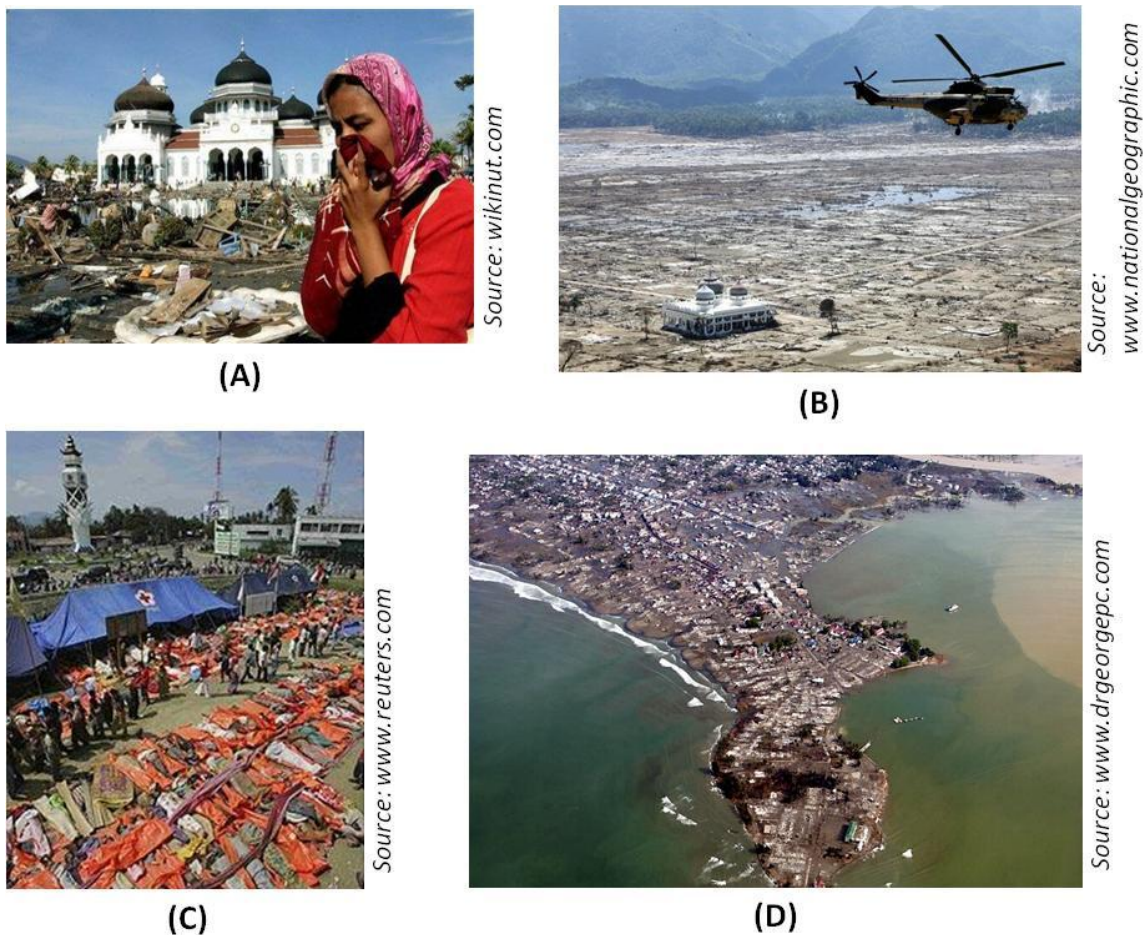 Source: wikinut.com
(A)
Source:
www.nationalgeographic.com
(B)
Source: www.reuters.com
(C)
Source: www.drgeorgepc.com
(D)